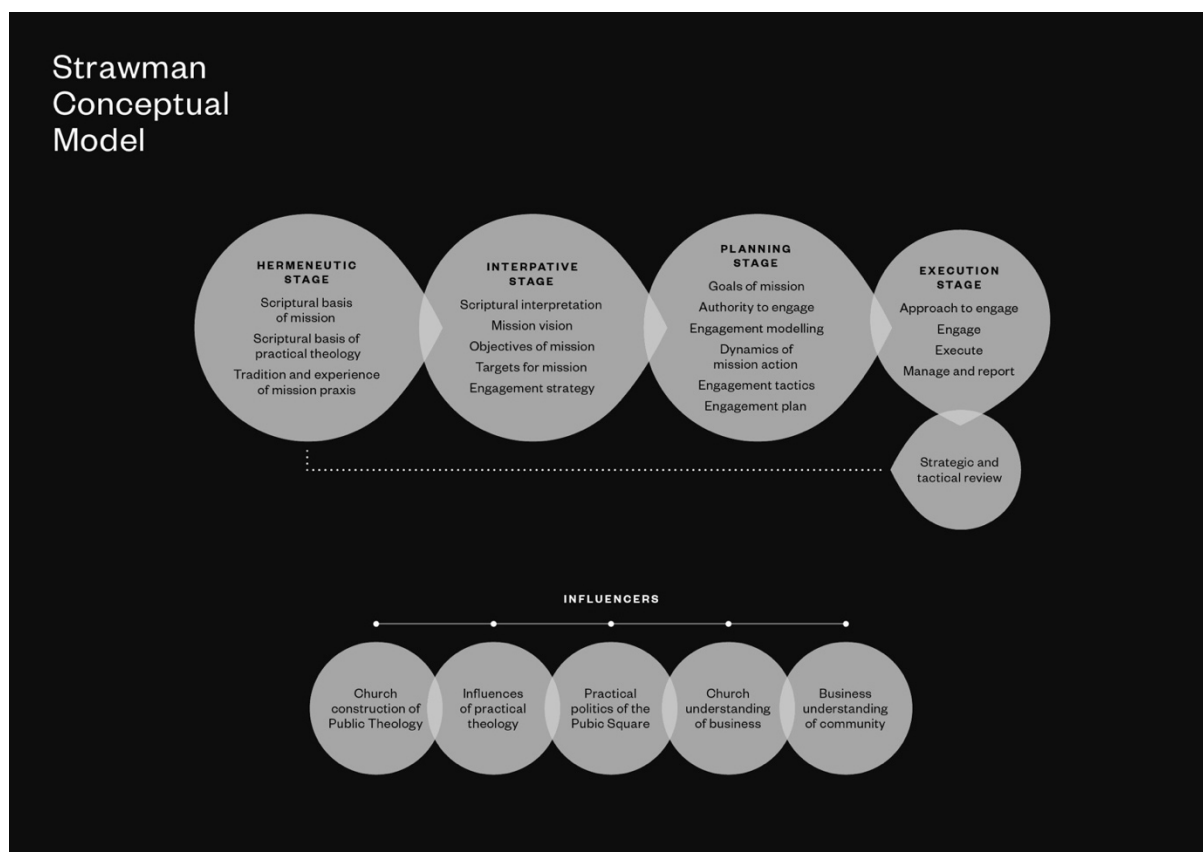 Strawman
Conceptual
Model
HERMENEUTIC
STAGE
Scriptural basis
of mission
Scriptural basis of
practical theology
Tradition and experience
of mission praxis
INTERPATIVE
STAGE
Scriptural interpretation
Mission vision
Objectives of mission
Targets for mission
Engagement strategy
PLANNING
STAGE
Goals of mission
Authority to engage
Engagement modelling
Dynamics of
mission action
Engagement tactics
Engagement plan
EXECUTION
STAGE
Approach to engage
Engage
Execute
Manage and report
Strategic and
tactical review
INFLUENCERS
Church
construction of
Public Theology
Influences
of practical
theology
Practical
politics of the
Pubic Square
Church
understanding
of business
Business
understanding
of community